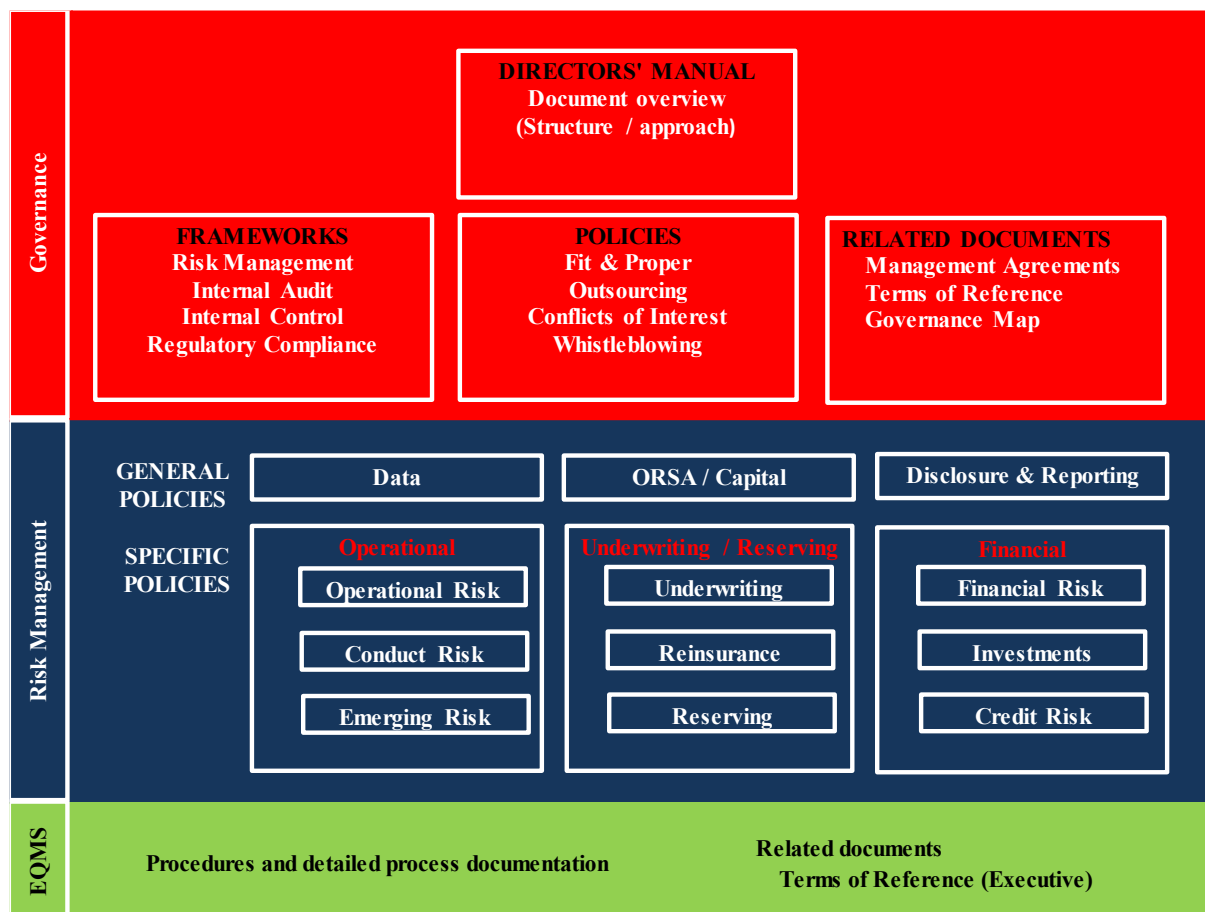 Governance
DIRECTORS' MANUAL
Document overview
(Structure / approach)
FRAMEWORKS
Risk Management
Internal Audit
Internal Control
Regulatory Compliance
POLICIES
Fit & Proper
Outsourcing
Conflicts of Interest
Whistleblowing
RELATED DOCUMENTS
Management Agreements
Terms of Reference
Governance Map
Risk Management
GENERAL
POLICIES
Data
ORSA / Capital
Disclosure & Reporting
SPECIFIC
POLICIES
Operational
Operational Risk
Conduct Risk
Emerging Risk
Underwriting / Reserving
Underwriting
Reinsurance
Reserving
Financial
Financial Risk
Investments
Credit Risk
EQMS
Procedures and detailed process documentation
Related documents
Terms of Reference (Executive)